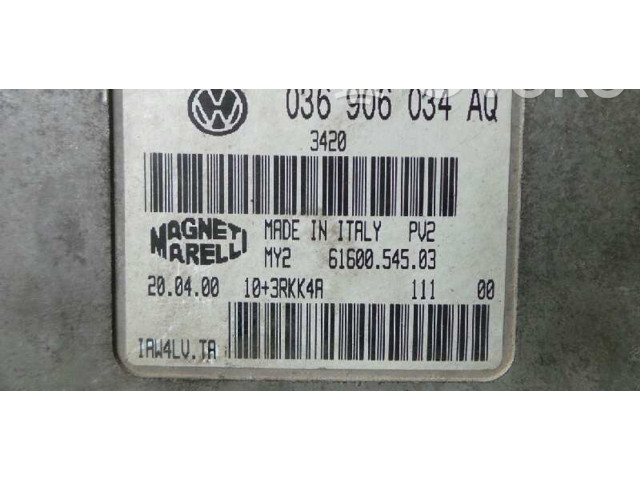 036 906 034 AQ
3420
MAGNETI MARELLI
MADE IN ITALY PV2
MY2 61600.545.03
20.04.00 10+3RKK4A 111 00
IAW4LV.TA